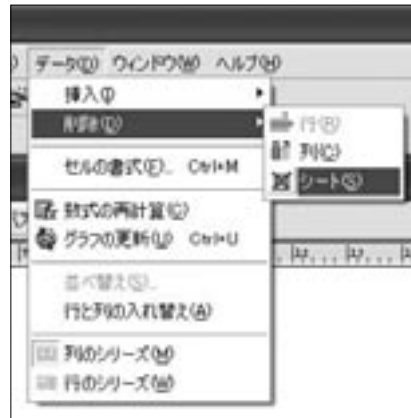 データ(D) ウィンドウ(W) ヘルプ(H)
挿入(I)
削除(D)
行(R)
列(C)
シート(S)
セルの書式(F)... Ctrl+M
数式の再計算(C)
グラフの更新(U) Ctrl+U
並べ替え(S)...
行と列の入れ替え(A)
列のシリーズ(M)
行のシリーズ(W)